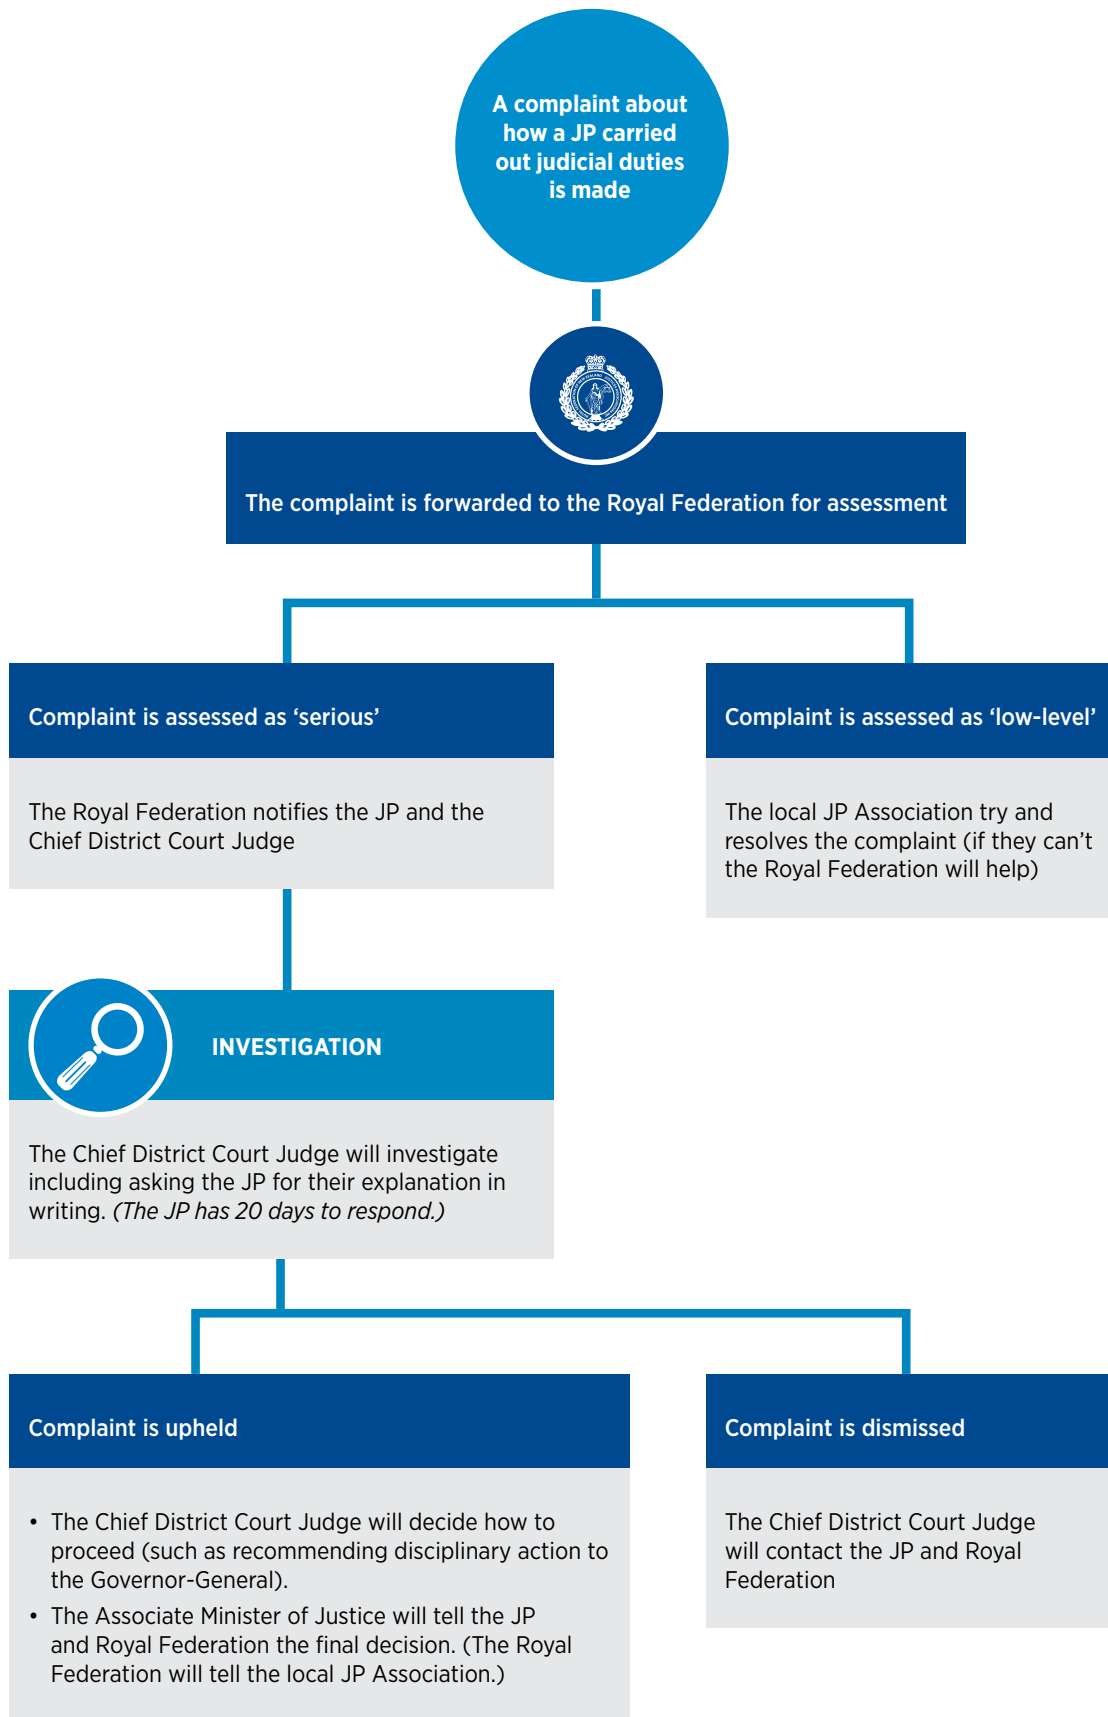 A complaint about
how a JP carried
out judicial duties
is made
The complaint is forwarded to the Royal Federation for assessment
Complaint is assessed as ‘serious’
The Royal Federation notifies the JP and the
Chief District Court Judge
Complaint is assessed as ‘low-level’
The local JP Association try and
resolves the complaint (if they can’t
the Royal Federation will help)
INVESTIGATION
The Chief District Court Judge will investigate
including asking the JP for their explanation in
writing. (The JP has 20 days to respond.)
Complaint is upheld
• The Chief District Court Judge will decide how to
proceed (such as recommending disciplinary action to
the Governor-General).
• The Associate Minister of Justice will tell the JP
and Royal Federation the final decision. (The Royal
Federation will tell the local JP Association.)
Complaint is dismissed
The Chief District Court Judge
will contact the JP and Royal
Federation